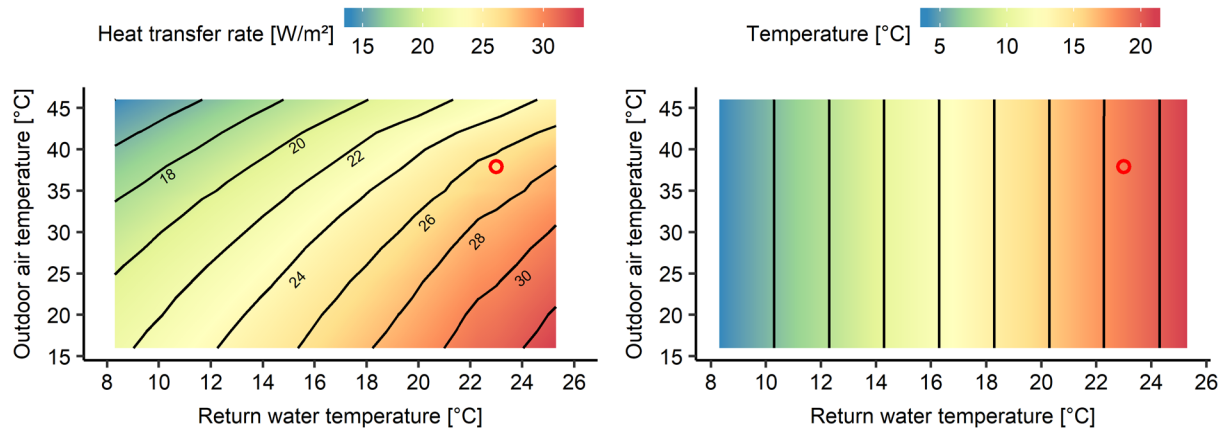 Heat transfer rate [W/m²]
15 20 25 30
Outdoor air temperature [°C]
45
40
35
30
25
20
15
18
20
22
24
26
28
30
8 10 12 14 16 18 20 22 24 26
Return water temperature [°C]
Temperature [°C]
5 10 15 20
Outdoor air temperature [°C]
45
40
35
30
25
20
15
8 10 12 14 16 18 20 22 24 26
Return water temperature [°C]